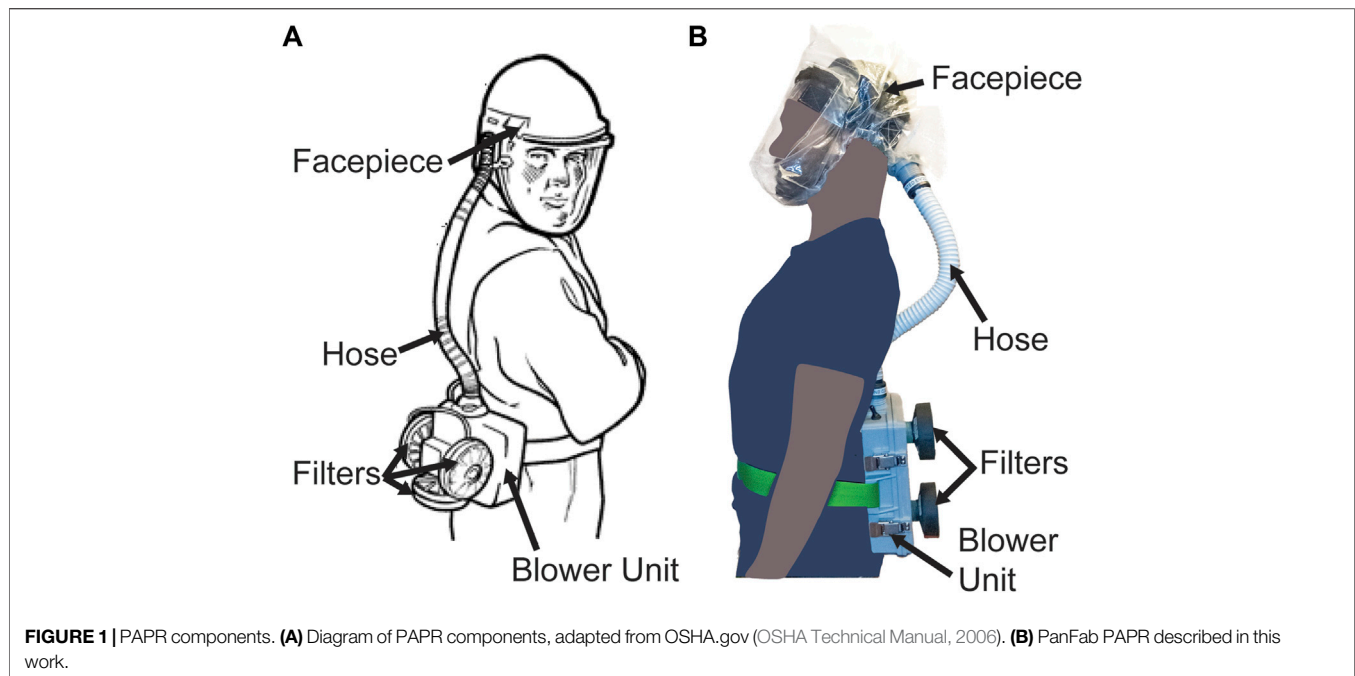 A
Facepiece
Hose
Filters
Blower Unit
B
Facepiece
Hose
Filters
Blower
Unit
FIGURE 1 | PAPR components. (A) Diagram of PAPR components, adapted from OSHA.gov (OSHA Technical Manual, 2006). (B) PanFab PAPR described in this
work.